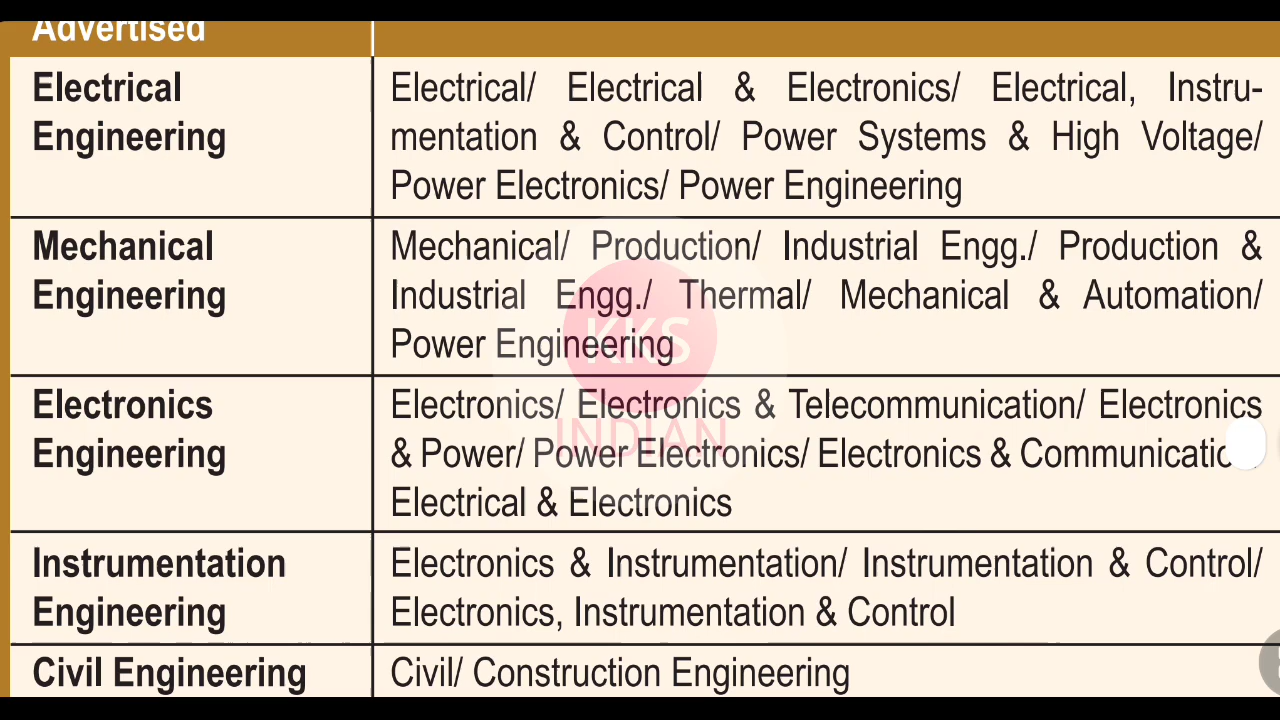 Advertised
Electrical
Engineering
Electrical/ Electrical & Electronics/ Electrical, Instru-
mentation & Control/ Power Systems & High Voltage/
Power Electronics/ Power Engineering
Mechanical
Engineering
Mechanical/ Production/ Industrial Engg./ Production &
Industrial Engg./ Thermal/ Mechanical & Automation/
Power Engineering
Electronics
Engineering
Electronics/ Electronics & Telecommunication/ Electronics
& Power/ Power Electronics/ Electronics &
Electrical & Electronics
Instrumentation
Engineering
Electronics & Instrumentation/ Instrumentation & Control/
Electronics, Instrumentation & Control
Civil Engineering
Civil/ Construction Engineering
KKS
INDIAN